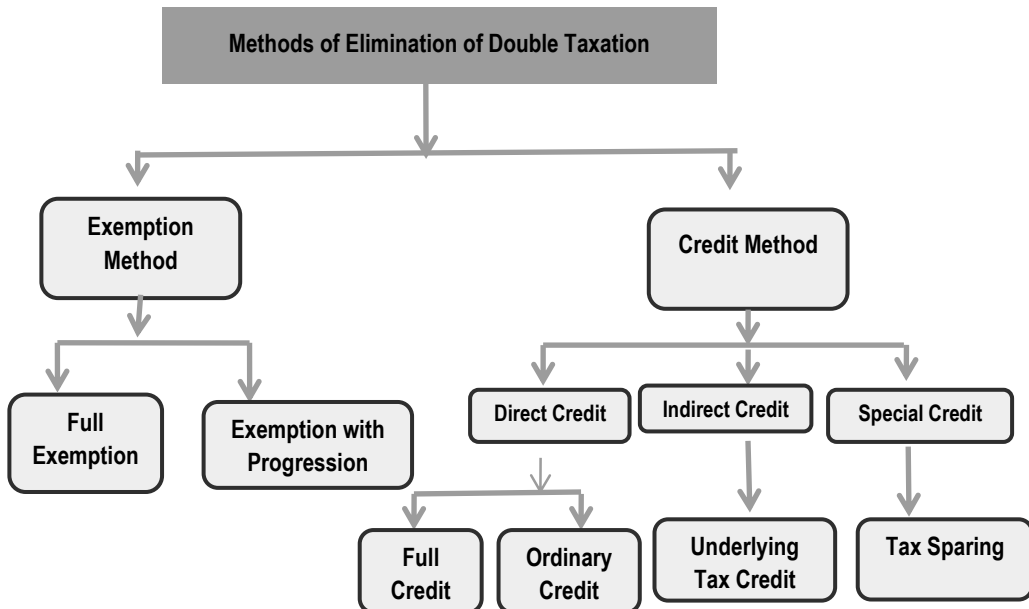 Methods of Elimination of Double Taxation
Exemption
Method
Credit Method
Full
Exemption
Exemption with
Progression
Direct Credit
Indirect Credit
Special Credit
Full
Credit
Ordinary
Credit
Underlying
Tax Credit
Tax Sparing